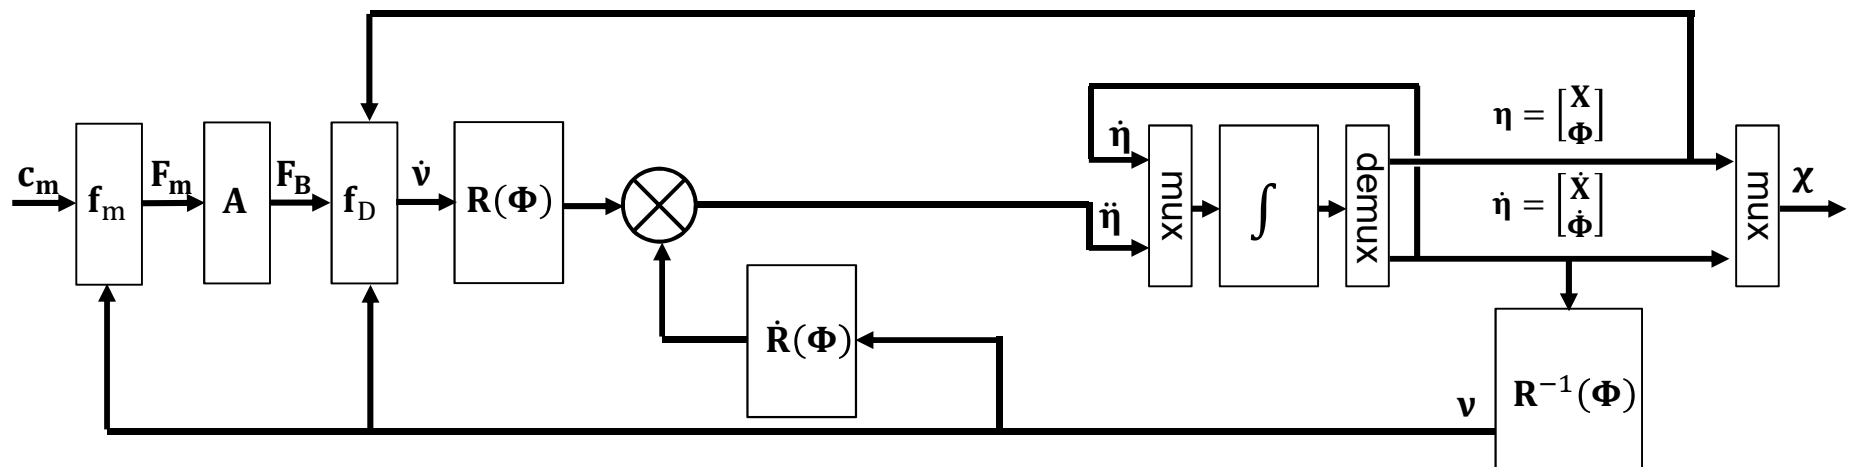 c_m
f_m
F_m
A
F_B
f_D
ν̇
R(Φ)
Ṙ(Φ)
η̇
η̈
mux
∫
demux
η = [X Φ]
η̇ = [Ẋ Φ̇]
mux
χ
ν
R⁻¹(Φ)